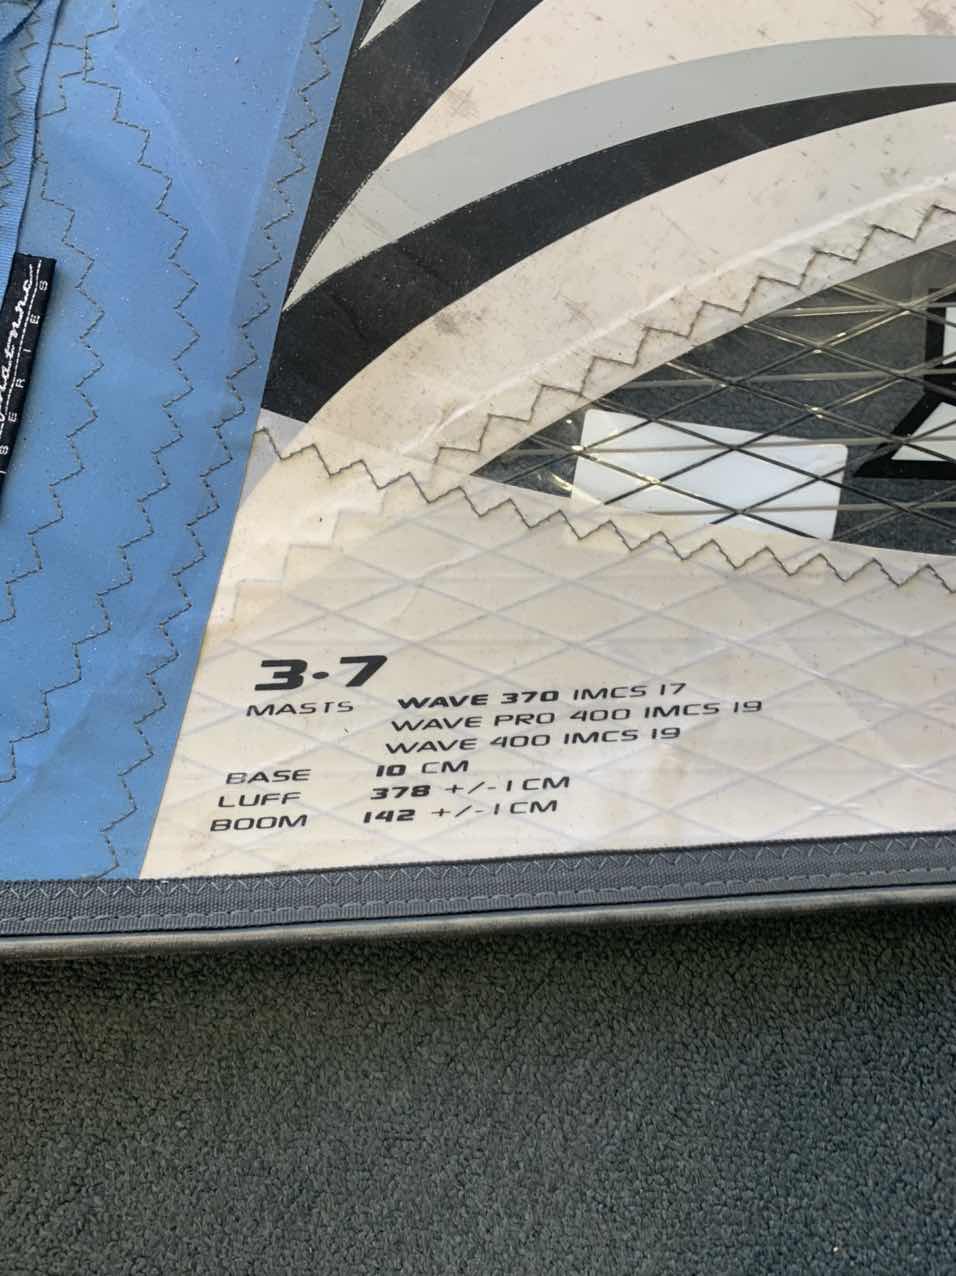 SERIES
3.7
MASTS WAVE 370 IMCS 17
WAVE PRO 400 IMCS 19
WAVE 400 IMCS 19
BASE 10 CM
LUFF 378 +/- 1 CM
BOOM 142 +/- 1 CM